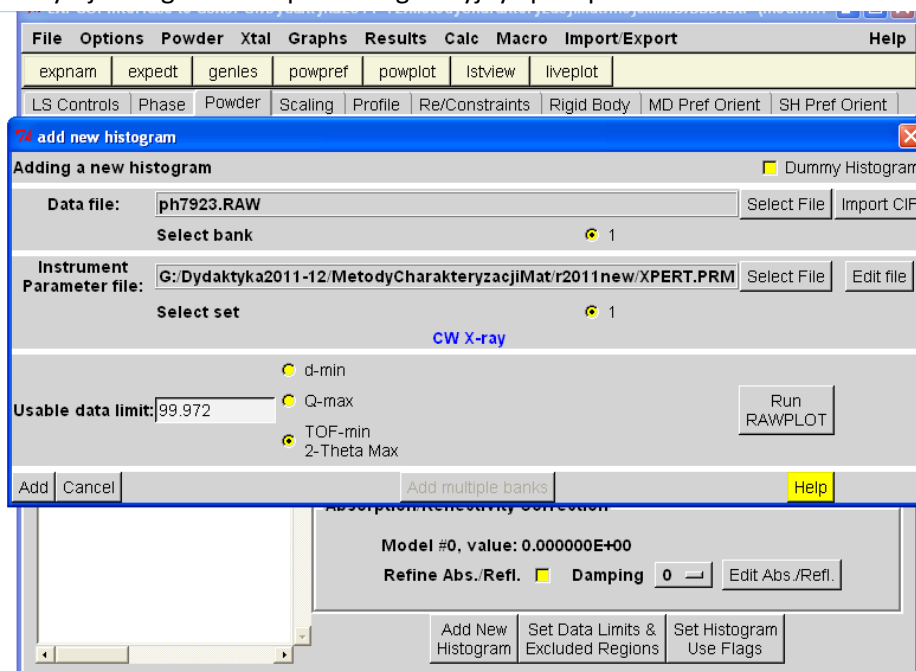 File Options Powder Xtal Graphs Results Calc Macro Import/Export Help
expnam expedt genles powpref powplot lstview liveplot
LS Controls Phase Powder Scaling Profile Re/Constraints Rigid Body MD Pref Orient SH Pref Orient
add new histogram
Adding a new histogram Dummy Histogram
Data file: ph7923.RAW Select File Import CIF
Select bank 1
Instrument
Parameter file: G:/Dydaktyka2011-12/MetodyCharakteryzacjiMat/r2011new/XPERT.PRM Select File Edit file
Select set 1
CW X-ray
d-min
Usable data limit: 99.972 Q-max Run
RAWPLOT
TOF-min
2-Theta Max
Add Cancel Add multiple banks Help
Absorption/Reflectivity Correction
Model #0, value: 0.000000E+00
Refine Abs./Refl. Damping 0 Edit Abs./Refl.
Add New Set Data Limits & Set Histogram
Histogram Excluded Regions Use Flags